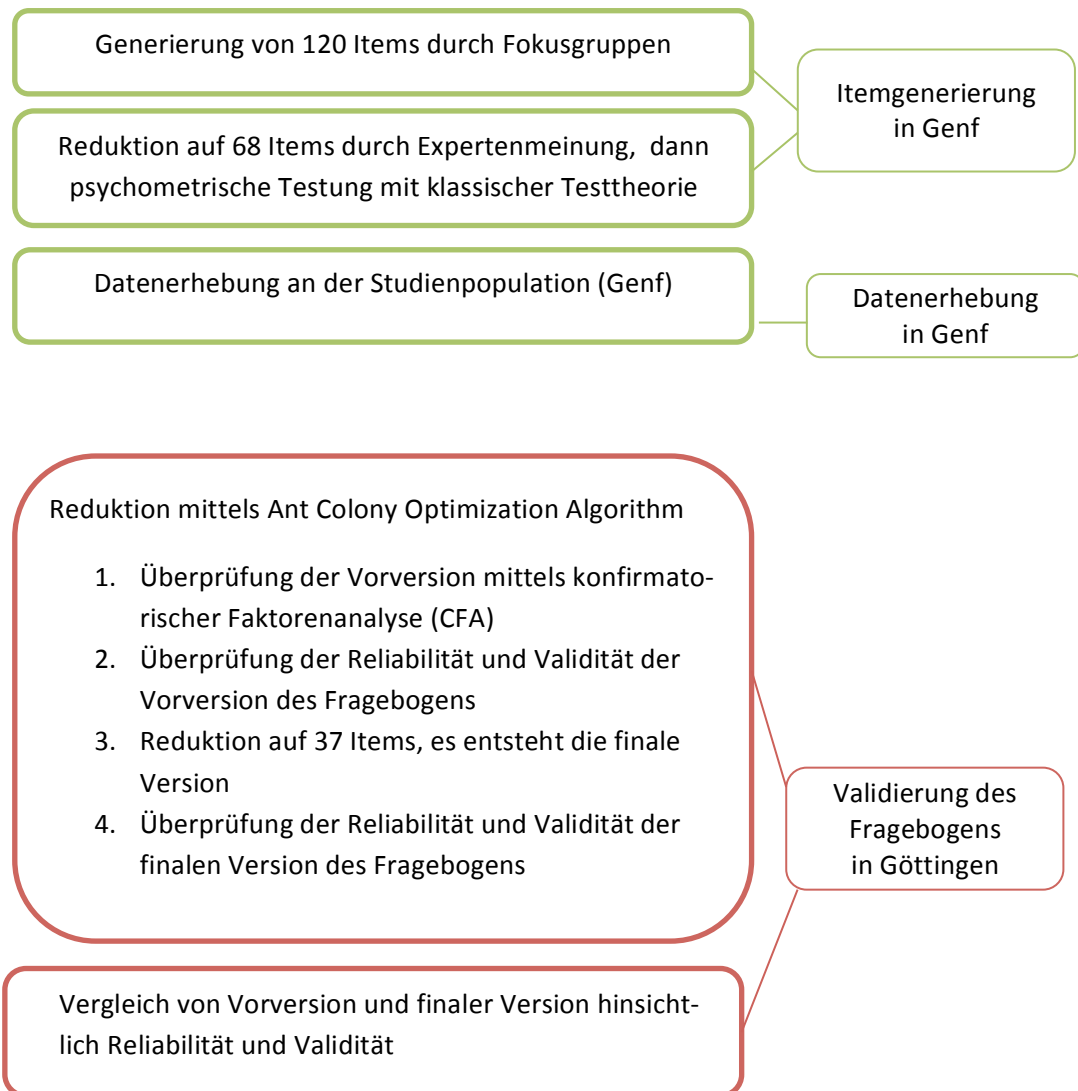 Generierung von 120 Items durch Fokusgruppen
Itemgenerierung
in Genf
Reduktion auf 68 Items durch Expertenmeinung, dann
psychometrische Testung mit klassischer Testtheorie
Datenerhebung an der Studienpopulation (Genf)
Datenerhebung
in Genf
Reduktion mittels Ant Colony Optimization Algorithm
1. Überprüfung der Vorversion mittels konfirmato-
rischer Faktorenanalyse (CFA)
2. Überprüfung der Reliabilität und Validität der
Vorversion des Fragebogens
3. Reduktion auf 37 Items, es entsteht die finale
Version
4. Überprüfung der Reliabilität und Validität der
finalen Version des Fragebogens
Validierung des
Fragebogens
in Göttingen
Vergleich von Vorversion und finaler Version hinsicht-
lich Reliabilität und Validität